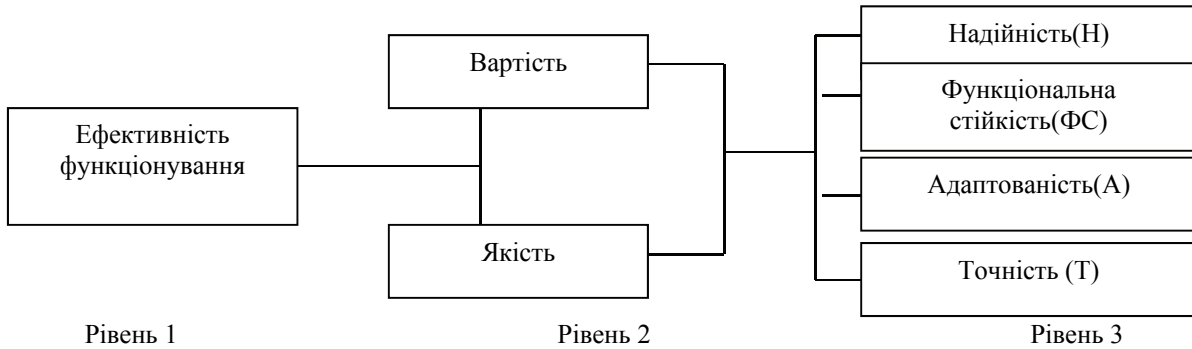 Ефективність
функціонування
Вартість
Якість
Надійність(Н)
Функціональна
стійкість(ФС)
Адаптованість(А)
Точність (Т)
Рівень 1
Рівень 2
Рівень 3